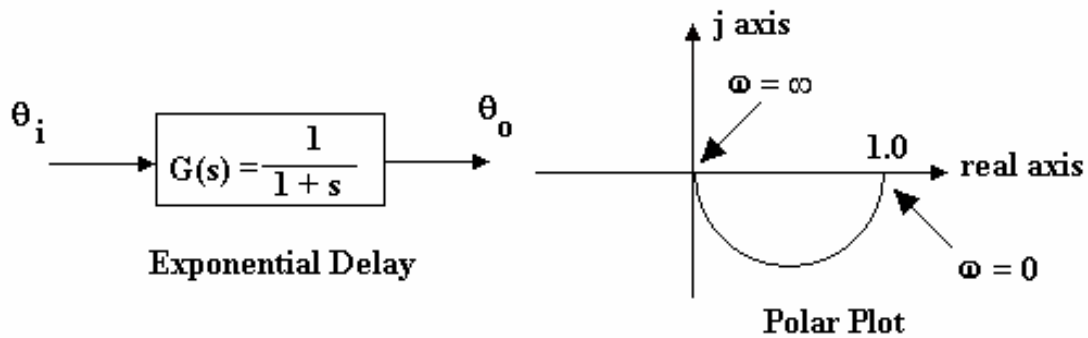 θi
G(s) = 1 / 1 + s
θo
Exponential Delay
j axis
ω = ∞
1.0
real axis
ω = 0
Polar Plot